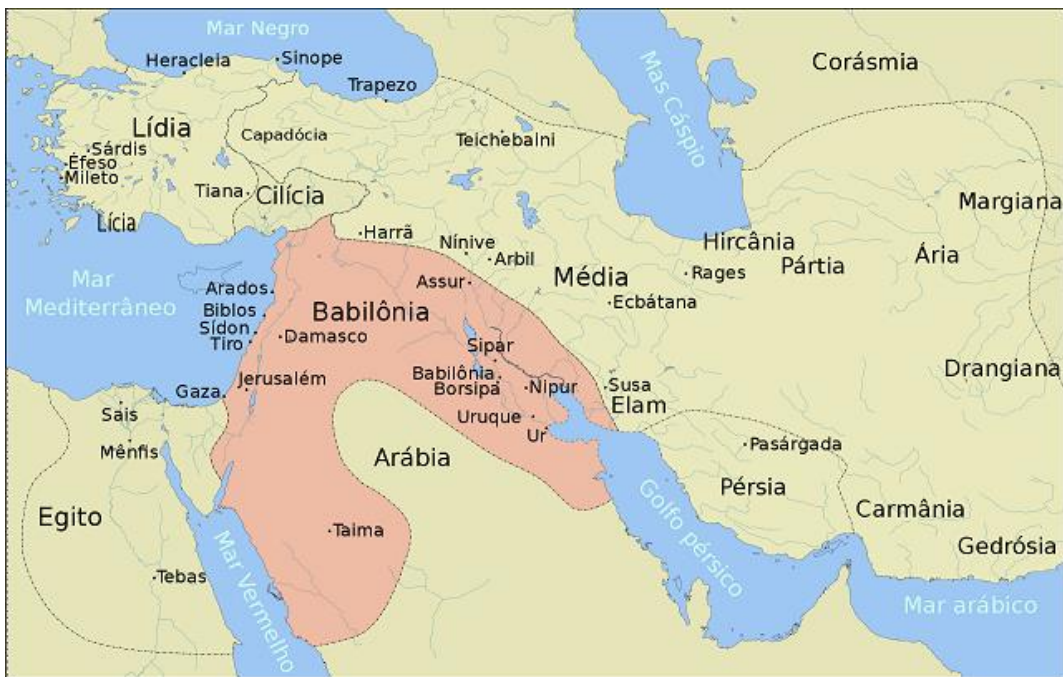 Mar Negro
Heracleia
Sinope
Trapezo
Mas Cáspio
Corásmia
Lídia
Capadócia
Teichebalni
Sárdis
Éfeso
Mileto
Tiana
Cilícia
Lícia
Harrã
Nínive
Arbil
Hircânia
Margiana
Pártia
Ária
Rages
Média
Mar
Mediterrâneo
Arados
Assur
Ecbátana
Babilônia
Biblos
Sídon
Tiro
Damasco
Sipar
Babilônia
Borsipa
Nipur
Susa
Drangiana
Jerusalém
Gaza
Elam
Sais
Uruque
Ur
Mênfis
Arábia
Pasárgada
Pérsia
Golfo pérsico
Carmânia
Egito
Taima
Gedrósia
Tebas
Mar Vermelho
Mar arábico